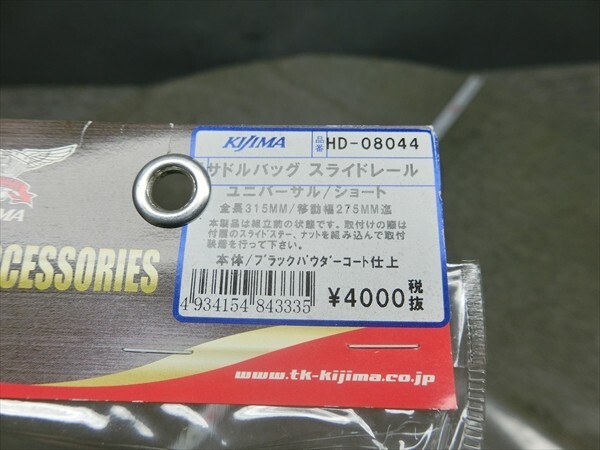 KIJIMA 品番 HD-08044
サドルバッグ スライドレール
ユニバーサル/ショート
全長315MM/移動幅275MM迄
本製品は組立前の状態です。取付けの際は
付属のスライドステー、ナットを組み込んで取付
装着を行って下さい。
本体/ブラックパウダーコート仕上
4 934154 843335 ¥4000 税抜
CESSORIES
www.tk-kijima.co.jp